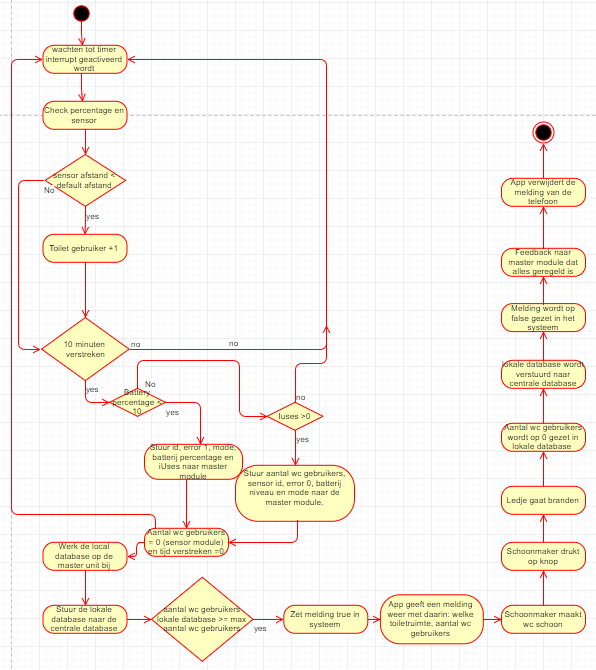 wachten tot timer
interrupt geactiveerd
wordt
Check percentage en
sensor
sensor afstand <
default afstand
No
yes
Toilet gebruiker +1
10 minuten
verstreken
no
no
yes
Battery
percentage <
10
No
yes
Iuses >0
no
yes
Stuur id, error 1, mode,
batterij percentage en
iUses naar master
module
Stuur aantal wc gebruikers,
sensor id, error 0, batterij
niveau en mode naar de
master module.
Aantal wc gebruikers
= 0 (sensor module)
en tijd verstreken =0
Werk de local
database op de
master unit bij
Stuur de lokale
database naar de
centrale database
aantal wc gebruikers
lokale database >= max
aantal wc gebruikers
yes
Zet melding true in
systeem
App geeft een melding
weer met daarin: welke
toiletruimte, aantal wc
gebruikers
Schoonmaker maakt
wc schoon
Schoonmaker drukt
op knop
Ledje gaat branden
Aantal wc gebruikers
wordt op 0 gezet in
lokale database
lokale database wordt
verstuurd naar
centrale database
Melding wordt op
false gezet in het
systeem
Feedback naar
master module dat
alles geregeld is
App verwijdert de
melding van de
telefoon